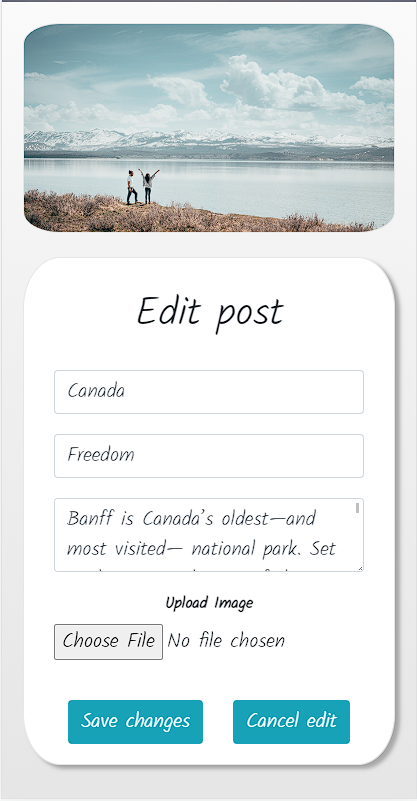 Edit post
Canada
Freedom
Banff is Canada's oldest—and
most visited— national park. Set
Upload Image
Choose File No file chosen
Save changes Cancel edit